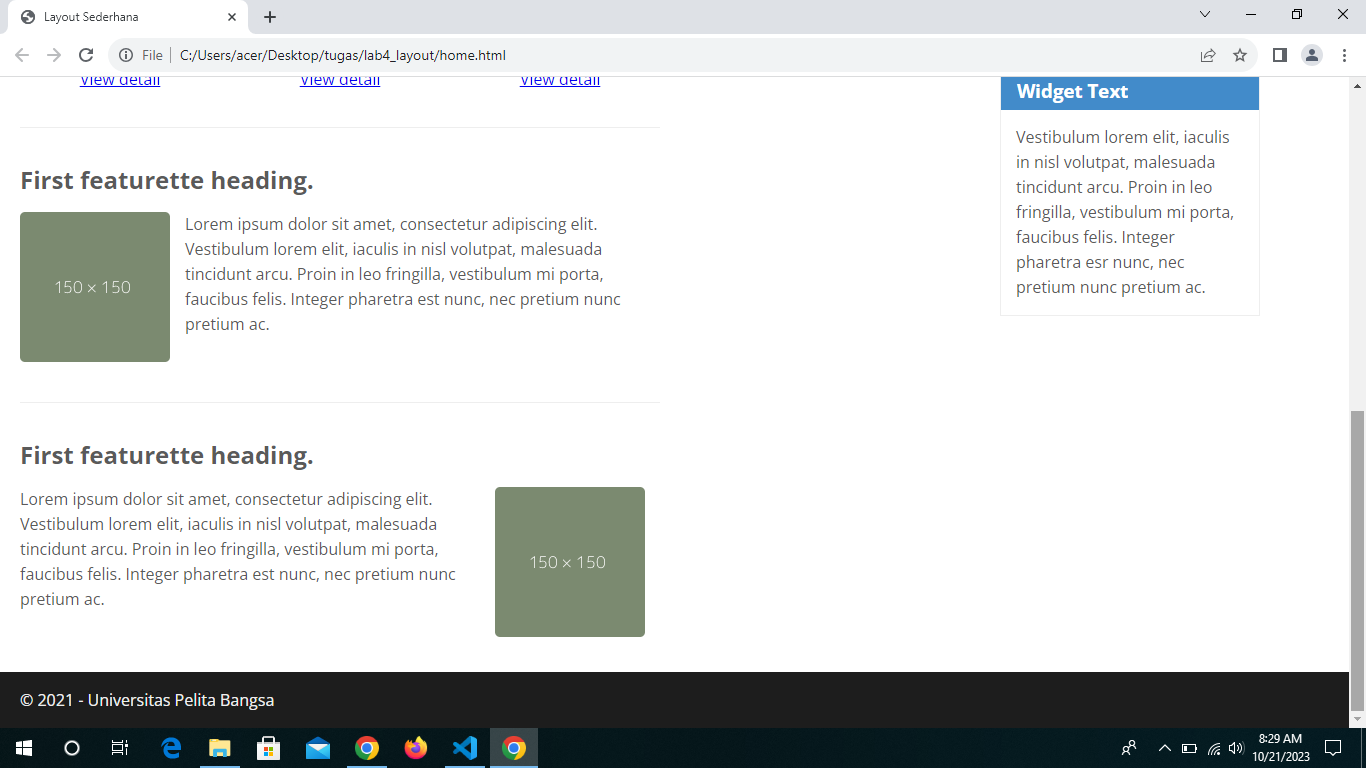 Layout Sederhana
File
C:/Users/acer/Desktop/tugas/lab4_layout/home.html
View detail
View detail
View detail
First featurette heading.
150 × 150
Lorem ipsum dolor sit amet, consectetur adipiscing elit.
Vestibulum lorem elit, iaculis in nisl volutpat, malesuada
tincidunt arcu. Proin in leo fringilla, vestibulum mi porta,
faucibus felis. Integer pharetra est nunc, nec pretium nunc
pretium ac.
First featurette heading.
Lorem ipsum dolor sit amet, consectetur adipiscing elit.
Vestibulum lorem elit, iaculis in nisl volutpat, malesuada
tincidunt arcu. Proin in leo fringilla, vestibulum mi porta,
faucibus felis. Integer pharetra est nunc, nec pretium nunc
pretium ac.
150 × 150
Widget Text
Vestibulum lorem elit, iaculis
in nisl volutpat, malesuada
tincidunt arcu. Proin in leo
fringilla, vestibulum mi porta,
faucibus felis. Integer
pharetra esr nunc, nec
pretium nunc pretium ac.
© 2021 - Universitas Pelita Bangsa
8:29 AM
10/21/2023